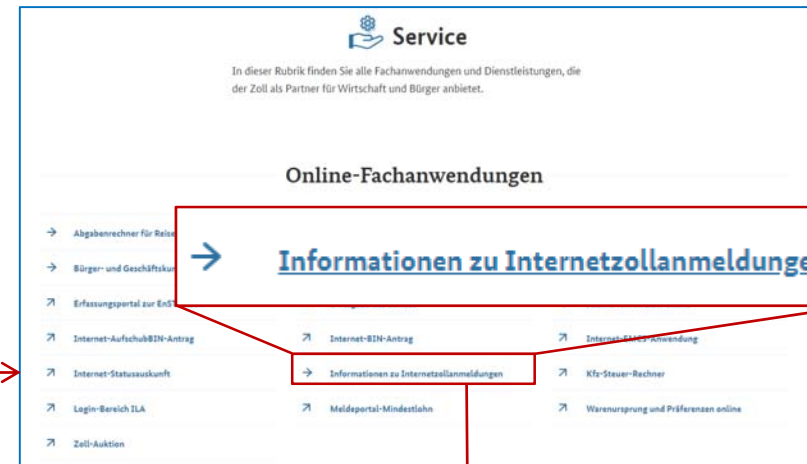 Service
In dieser Rubrik finden Sie alle Fachanwendungen und Dienstleistungen, die
der Zoll als Partner für Wirtschaft und Bürger anbietet.
Online-Fachanwendungen
Abgabenrechner für Reise
Bürger- und Geschäftskun
Informationen zu Internetzollanmeldunge
Erfassungsportal zur EnST
Internet-AufschubBIN-Antrag
Internet-BIN-Antrag
Internet-EMCS-Anwendung
Internet-Statusauskunft
Informationen zu Internetzollanmeldungen
Kfz-Steuer-Rechner
Login-Bereich ILA
Meldeportal-Mindestlohn
Warenursprung und Präferenzen online
Zoll-Auktion